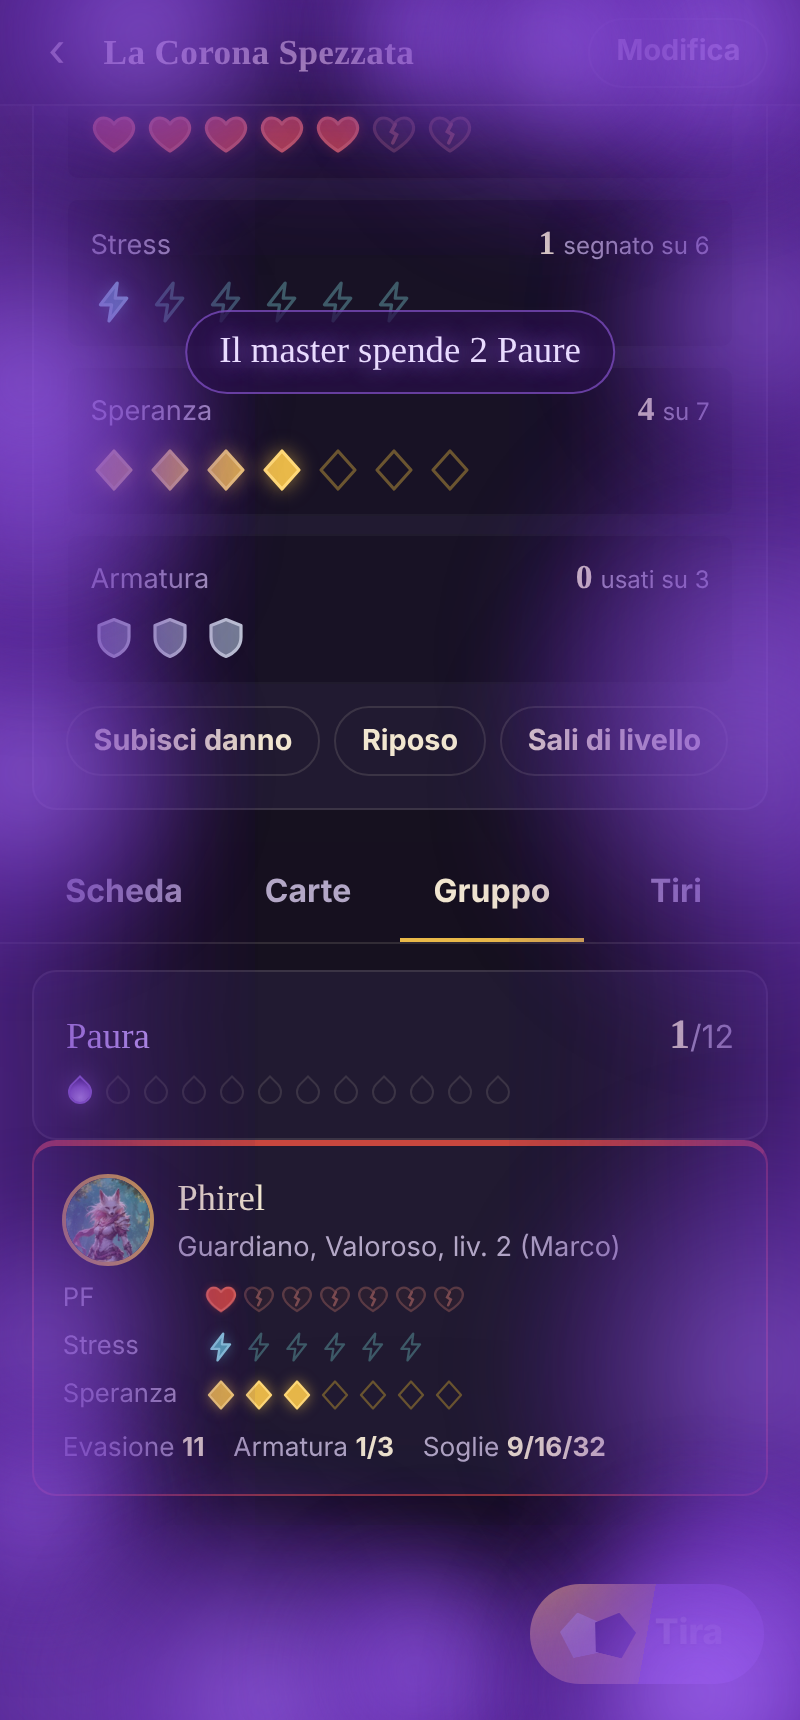 ‹ La Corona Spezzata Modifica
Stress 1 segnato su 6
Il master spende 2 Paure
Speranza 4 su 7
Armatura 0 usati su 3
Subisci danno Riposo Sali di livello
Scheda Carte Gruppo Tiri
Paura 1/12
Phirel
Guardiano, Valoroso, liv. 2 (Marco)
PF
Stress
Speranza
Evasione 11 Armatura 1/3 Soglie 9/16/32
Tira